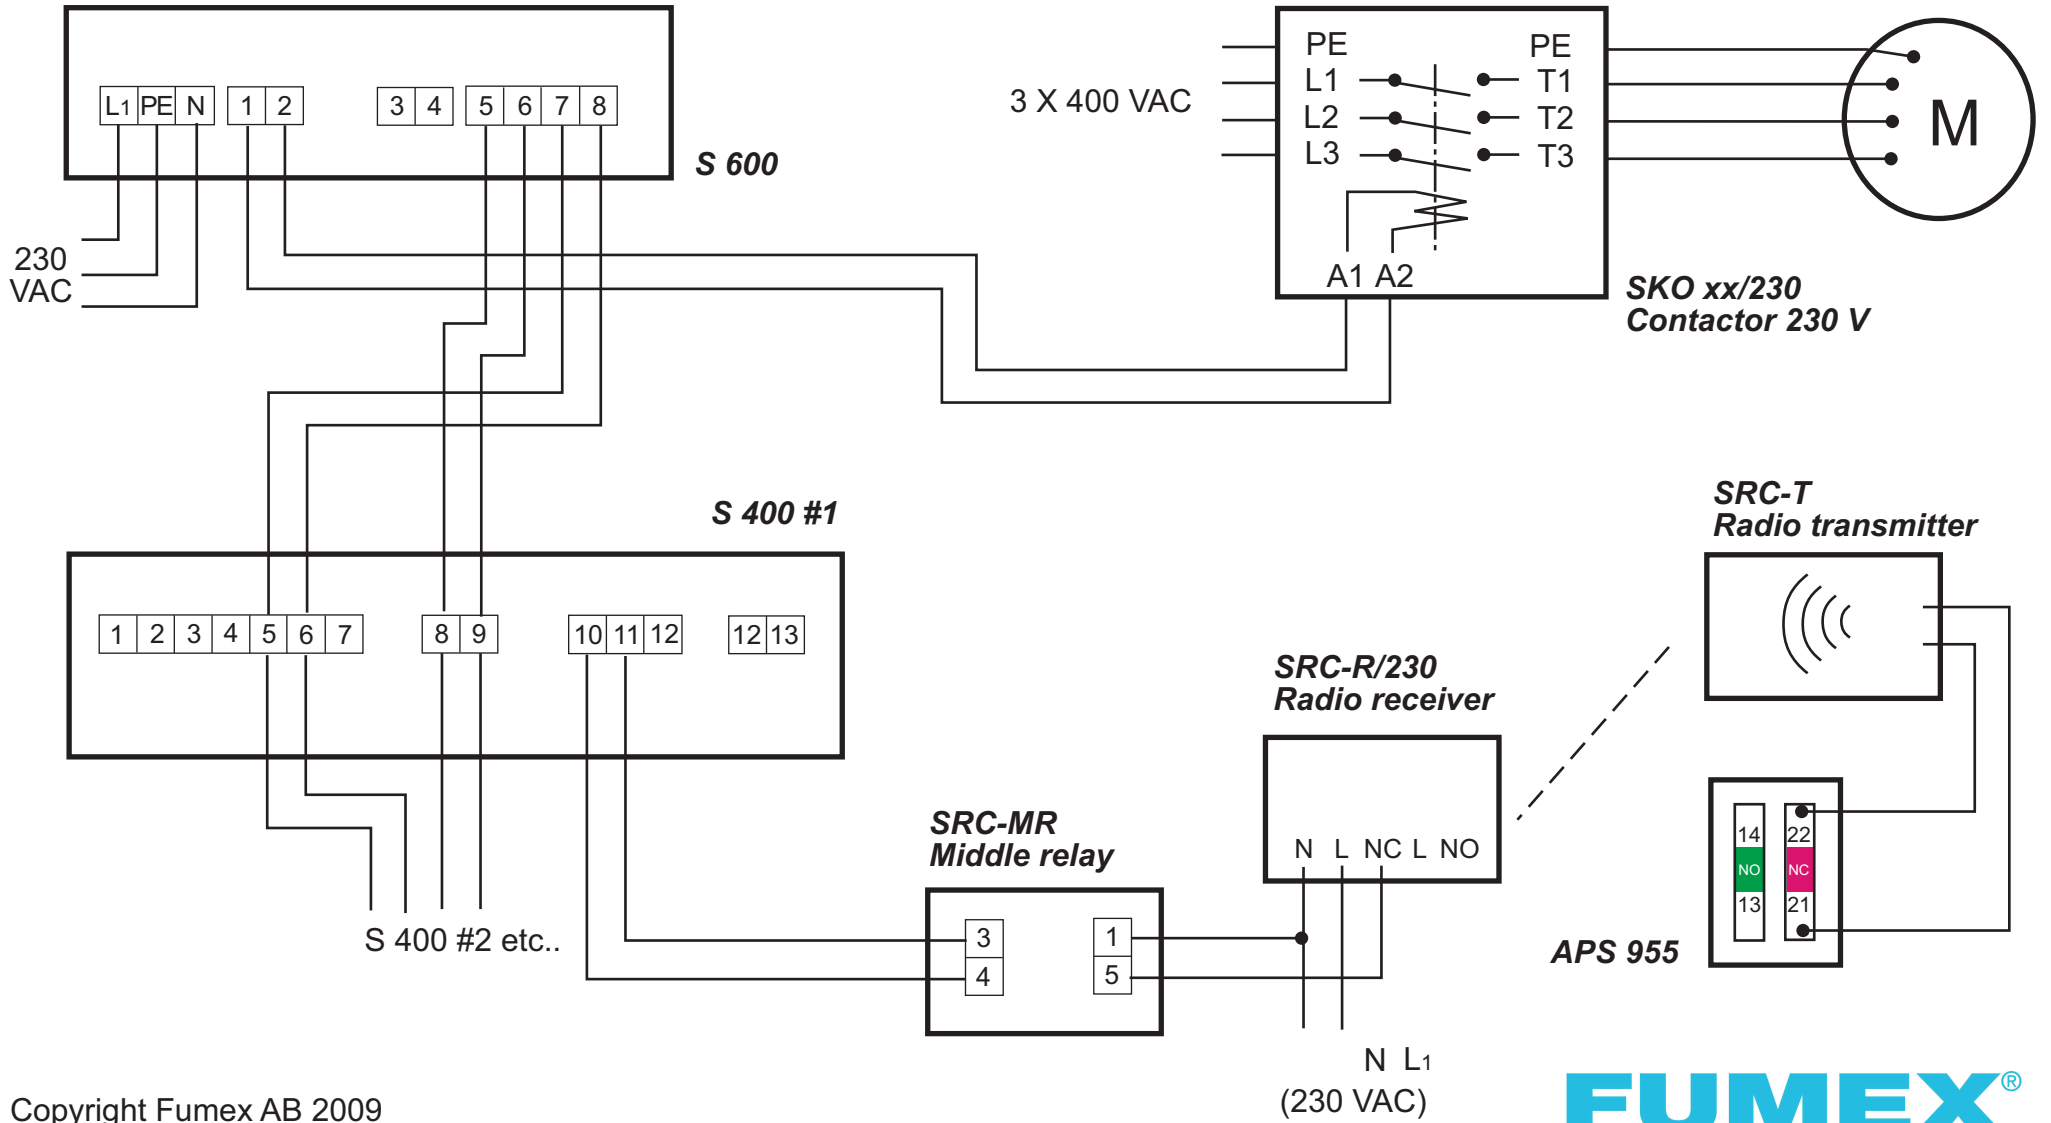 L1 PE N 1 2 3 4 5 6 7 8
S 600
230
VAC
3 X 400 VAC
PE PE
L1 T1
L2 T2
L3 T3
M
A1 A2
SKO xx/230
Contactor 230 V
S 400 #1
1 2 3 4 5 6 7 8 9 10 11 12 12 13
S 400 #2 etc..
SRC-T
Radio transmitter
SRC-R/230
Radio receiver
N L NC L NO
SRC-MR
Middle relay
3 1
4 5
14 22
NO NC
13 21
APS 955
N L1
(230 VAC)
Copyright Fumex AB 2009
FUMEX®